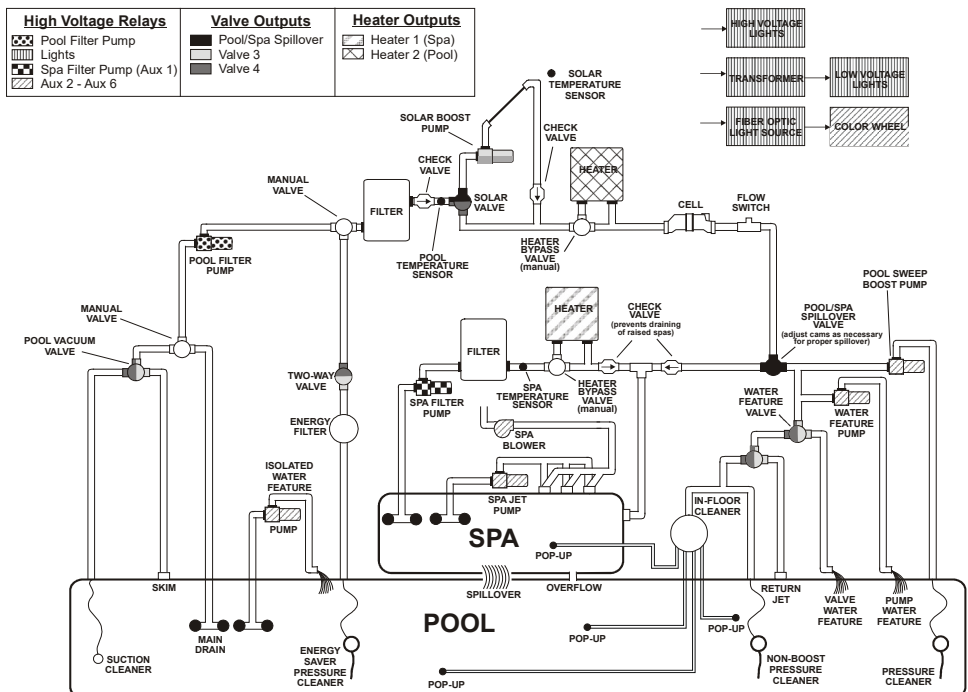 High Voltage Relays
Pool Filter Pump
Lights
Spa Filter Pump (Aux 1)
Aux 2 - Aux 6
Valve Outputs
Pool/Spa Spillover
Valve 3
Valve 4
Heater Outputs
Heater 1 (Spa)
Heater 2 (Pool)
HIGH VOLTAGE
LIGHTS
TRANSFORMER
LOW VOLTAGE
LIGHTS
FIBER OPTIC
LIGHT SOURCE
COLOR WHEEL
SOLAR
TEMPERATURE
SENSOR
SOLAR BOOST
PUMP
CHECK
VALVE
CHECK
VALVE
HEATER
MANUAL
VALVE
FILTER
SOLAR
VALVE
CELL
FLOW
SWITCH
POOL FILTER
PUMP
POOL
TEMPERATURE
SENSOR
HEATER
BYPASS
VALVE
(manual)
POOL SWEEP
BOOST PUMP
MANUAL
VALVE
POOL VACUUM
VALVE
HEATER
CHECK
VALVE
(prevents draining
of raised spas)
POOL/SPA
SPILLOVER
VALVE
(adjust cams as necessary
for proper spillover)
FILTER
TWO-WAY
VALVE
SPA FILTER
PUMP
SPA
TEMPERATURE
SENSOR
HEATER
BYPASS
VALVE
(manual)
WATER
FEATURE
VALVE
WATER
FEATURE
PUMP
ENERGY
FILTER
SPA
BLOWER
ISOLATED
WATER
FEATURE
PUMP
SPA JET
PUMP
IN-FLOOR
CLEANER
SPA
POP-UP
SKIM
SPILLOVER
OVERFLOW
RETURN
JET
VALVE
WATER
FEATURE
PUMP
WATER
FEATURE
POOL
MAIN
DRAIN
POP-UP
POP-UP
SUCTION
CLEANER
ENERGY
SAVER
PRESSURE
CLEANER
POP-UP
NON-BOOST
PRESSURE
CLEANER
PRESSURE
CLEANER